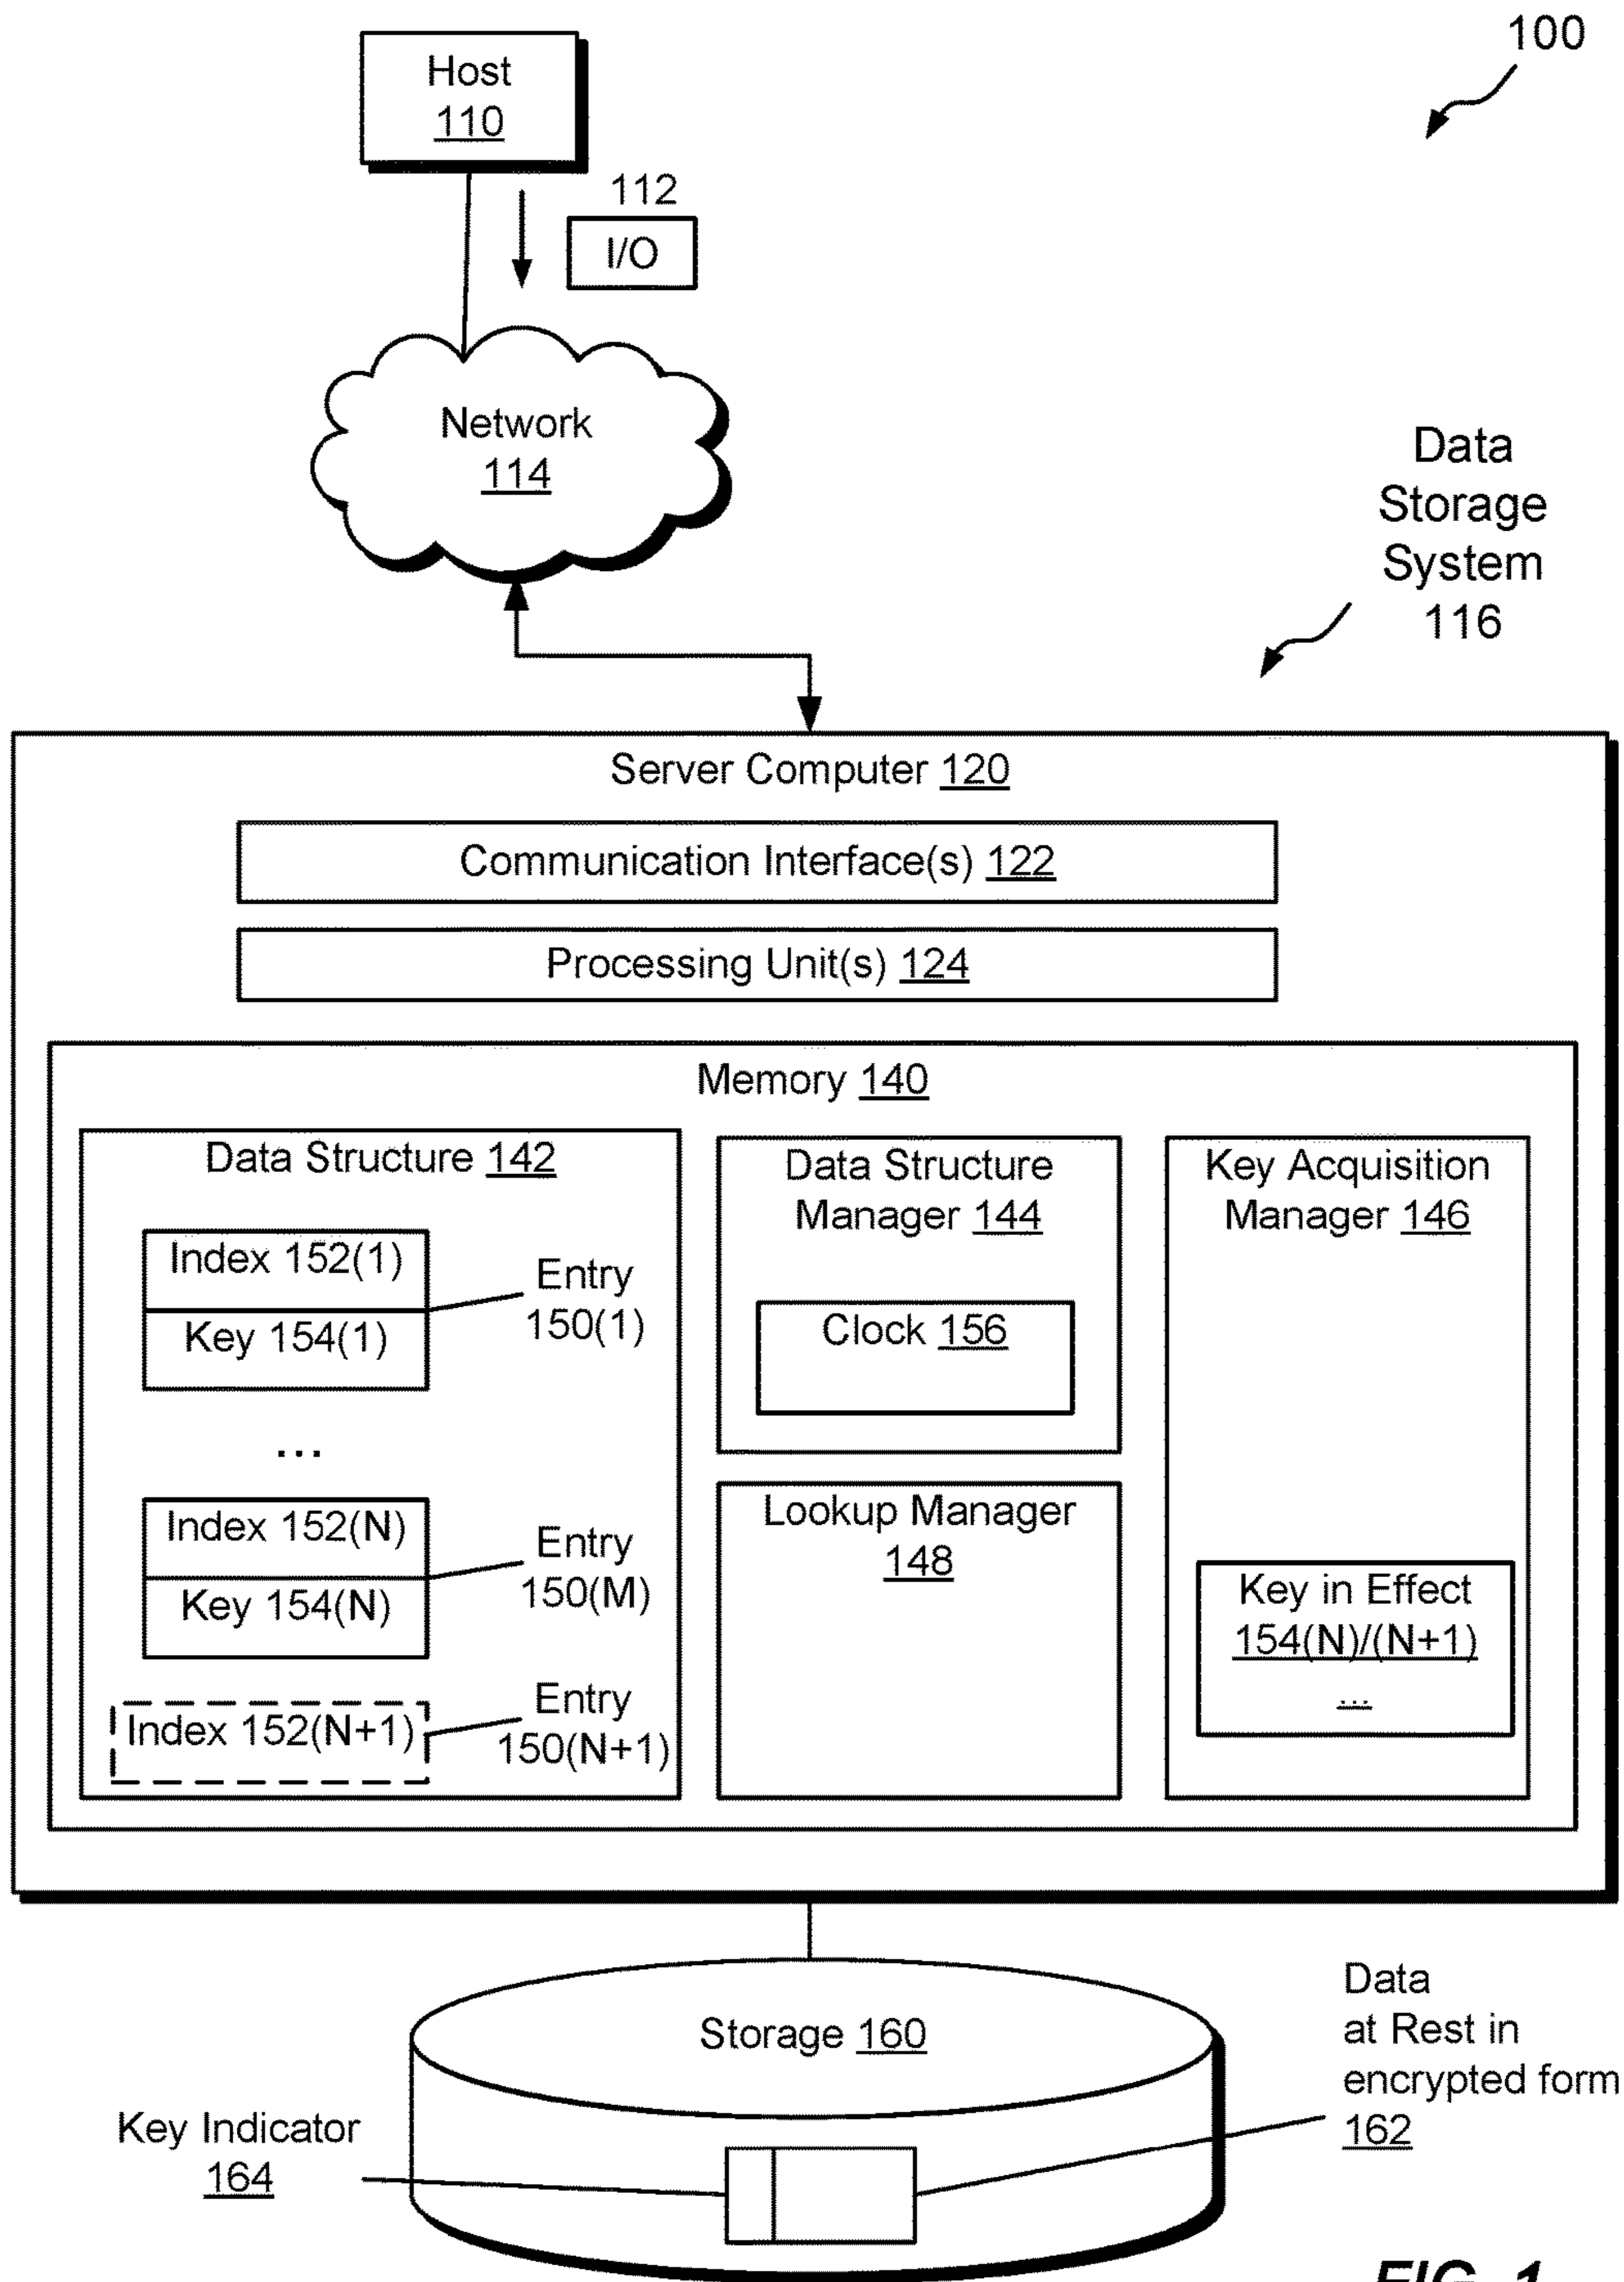 100
Host
110
112
I/O
Network
114
Data
Storage
System
116
Server Computer 120
Communication Interface(s) 122
Processing Unit(s) 124
Memory 140
Data Structure 142
Index 152(1)
Key 154(1)
Entry
150(1)
...
Index 152(N)
Key 154(N)
Entry
150(M)
Index 152(N+1)
Entry
150(N+1)
Data Structure
Manager 144
Clock 156
Lookup Manager
148
Key Acquisition
Manager 146
Key in Effect
154(N)/(N+1)
...
Storage 160
Key Indicator
164
Data
at Rest in
encrypted form
162
FIG. 1